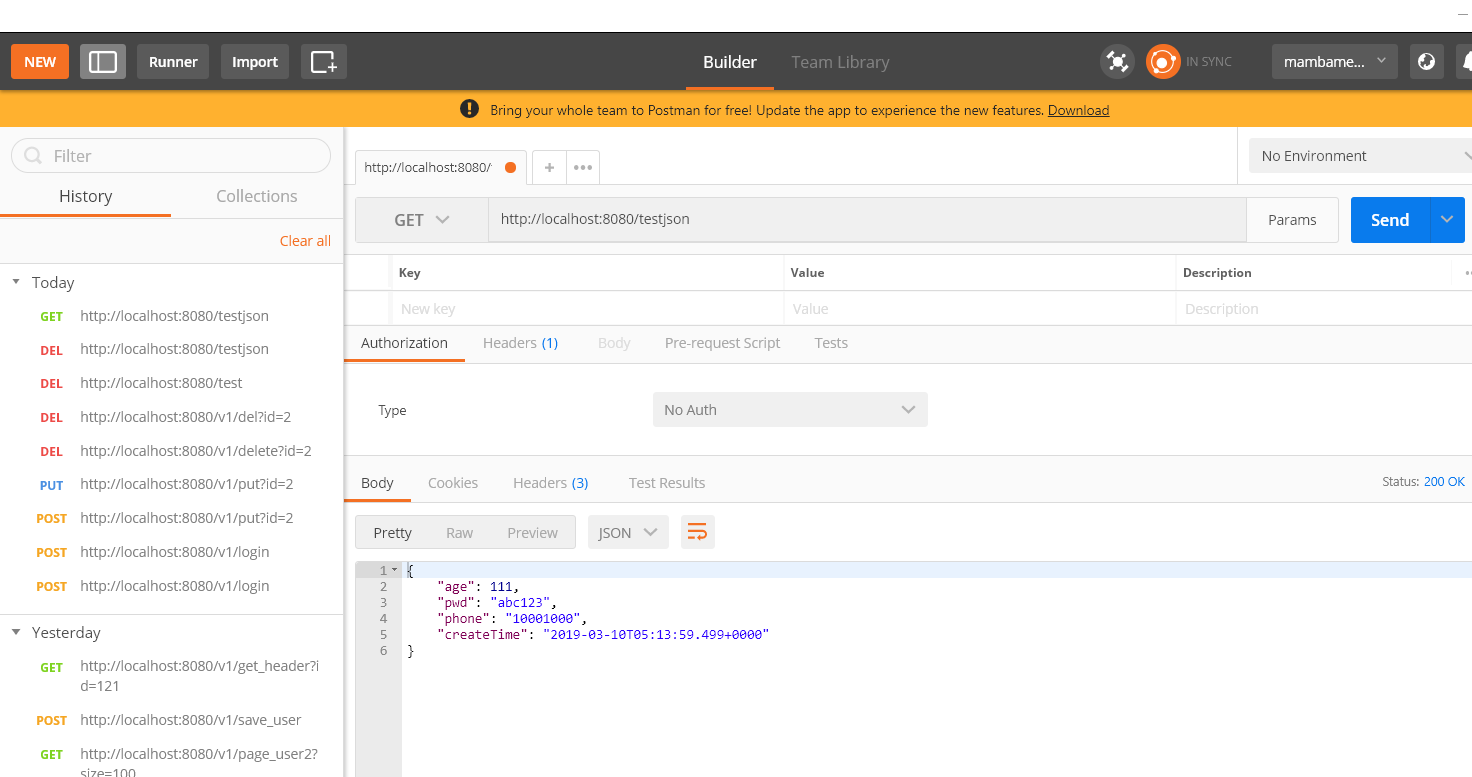 NEW Runner Import Builder Team Library IN SYNC mambame...
Bring your whole team to Postman for free! Update the app to experience the new features. Download
Filter
History Collections
Clear all
Today
GET http://localhost:8080/testjson
DEL http://localhost:8080/testjson
DEL http://localhost:8080/test
DEL http://localhost:8080/v1/del?id=2
DEL http://localhost:8080/v1/delete?id=2
PUT http://localhost:8080/v1/put?id=2
POST http://localhost:8080/v1/put?id=2
POST http://localhost:8080/v1/login
POST http://localhost:8080/v1/login
Yesterday
GET http://localhost:8080/v1/get_header?i
d=121
POST http://localhost:8080/v1/save_user
GET http://localhost:8080/v1/page_user2?
size=100
http://localhost:8080/
No Environment
GET http://localhost:8080/testjson Params Send
Key Value Description
New key Value Description
Authorization Headers (1) Body Pre-request Script Tests
Type No Auth
Body Cookies Headers (3) Test Results Status: 200 OK
Pretty Raw Preview JSON
1 {
2 "age": 111,
3 "pwd": "abc123",
4 "phone": "10001000",
5 "createTime": "2019-03-10T05:13:59.499+0000"
6 }